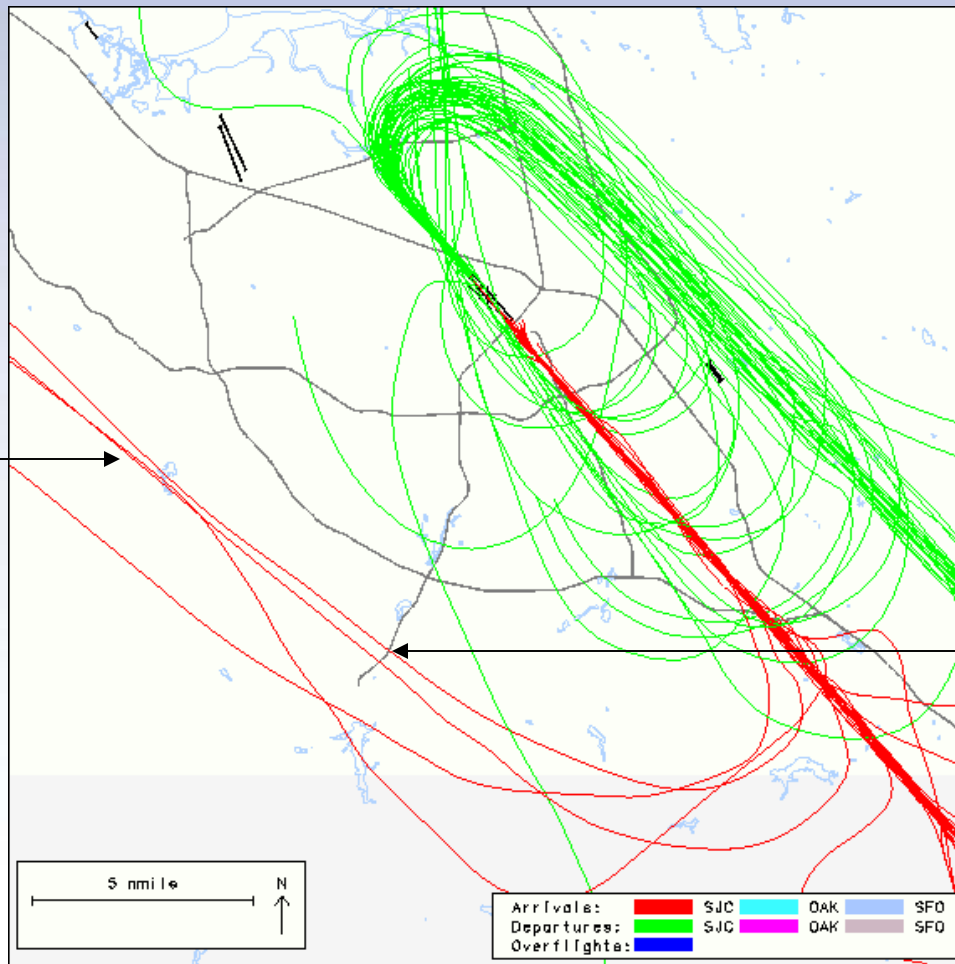 5 nmile
N
Arrivals: SJC OAK SFO
Departures: SJC OAK SFO
Overflights: